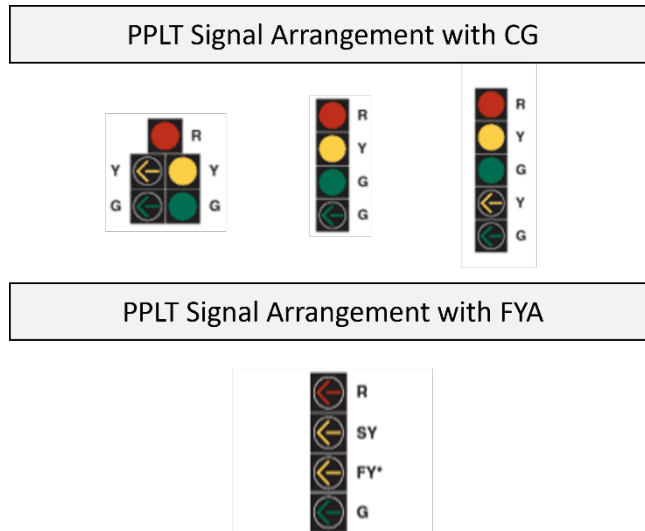 PPLT Signal Arrangement with CG
R
Y Y
G G
R
Y
G
G
R
Y
G
Y
G
PPLT Signal Arrangement with FYA
R
SY
FY*
G